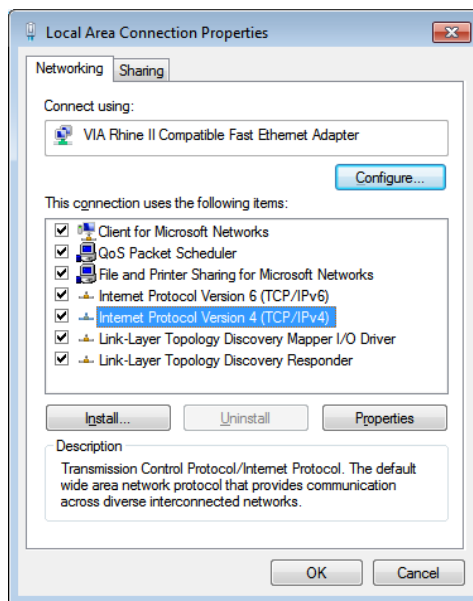 Local Area Connection Properties
Networking
Sharing
Connect using:
VIA Rhine II Compatible Fast Ethernet Adapter
Configure...
This connection uses the following items:
Client for Microsoft Networks
QoS Packet Scheduler
File and Printer Sharing for Microsoft Networks
Internet Protocol Version 6 (TCP/IPv6)
Internet Protocol Version 4 (TCP/IPv4)
Link-Layer Topology Discovery Mapper I/O Driver
Link-Layer Topology Discovery Responder
Install...
Uninstall
Properties
Description
Transmission Control Protocol/Internet Protocol. The default
wide area network protocol that provides communication
across diverse interconnected networks.
OK
Cancel